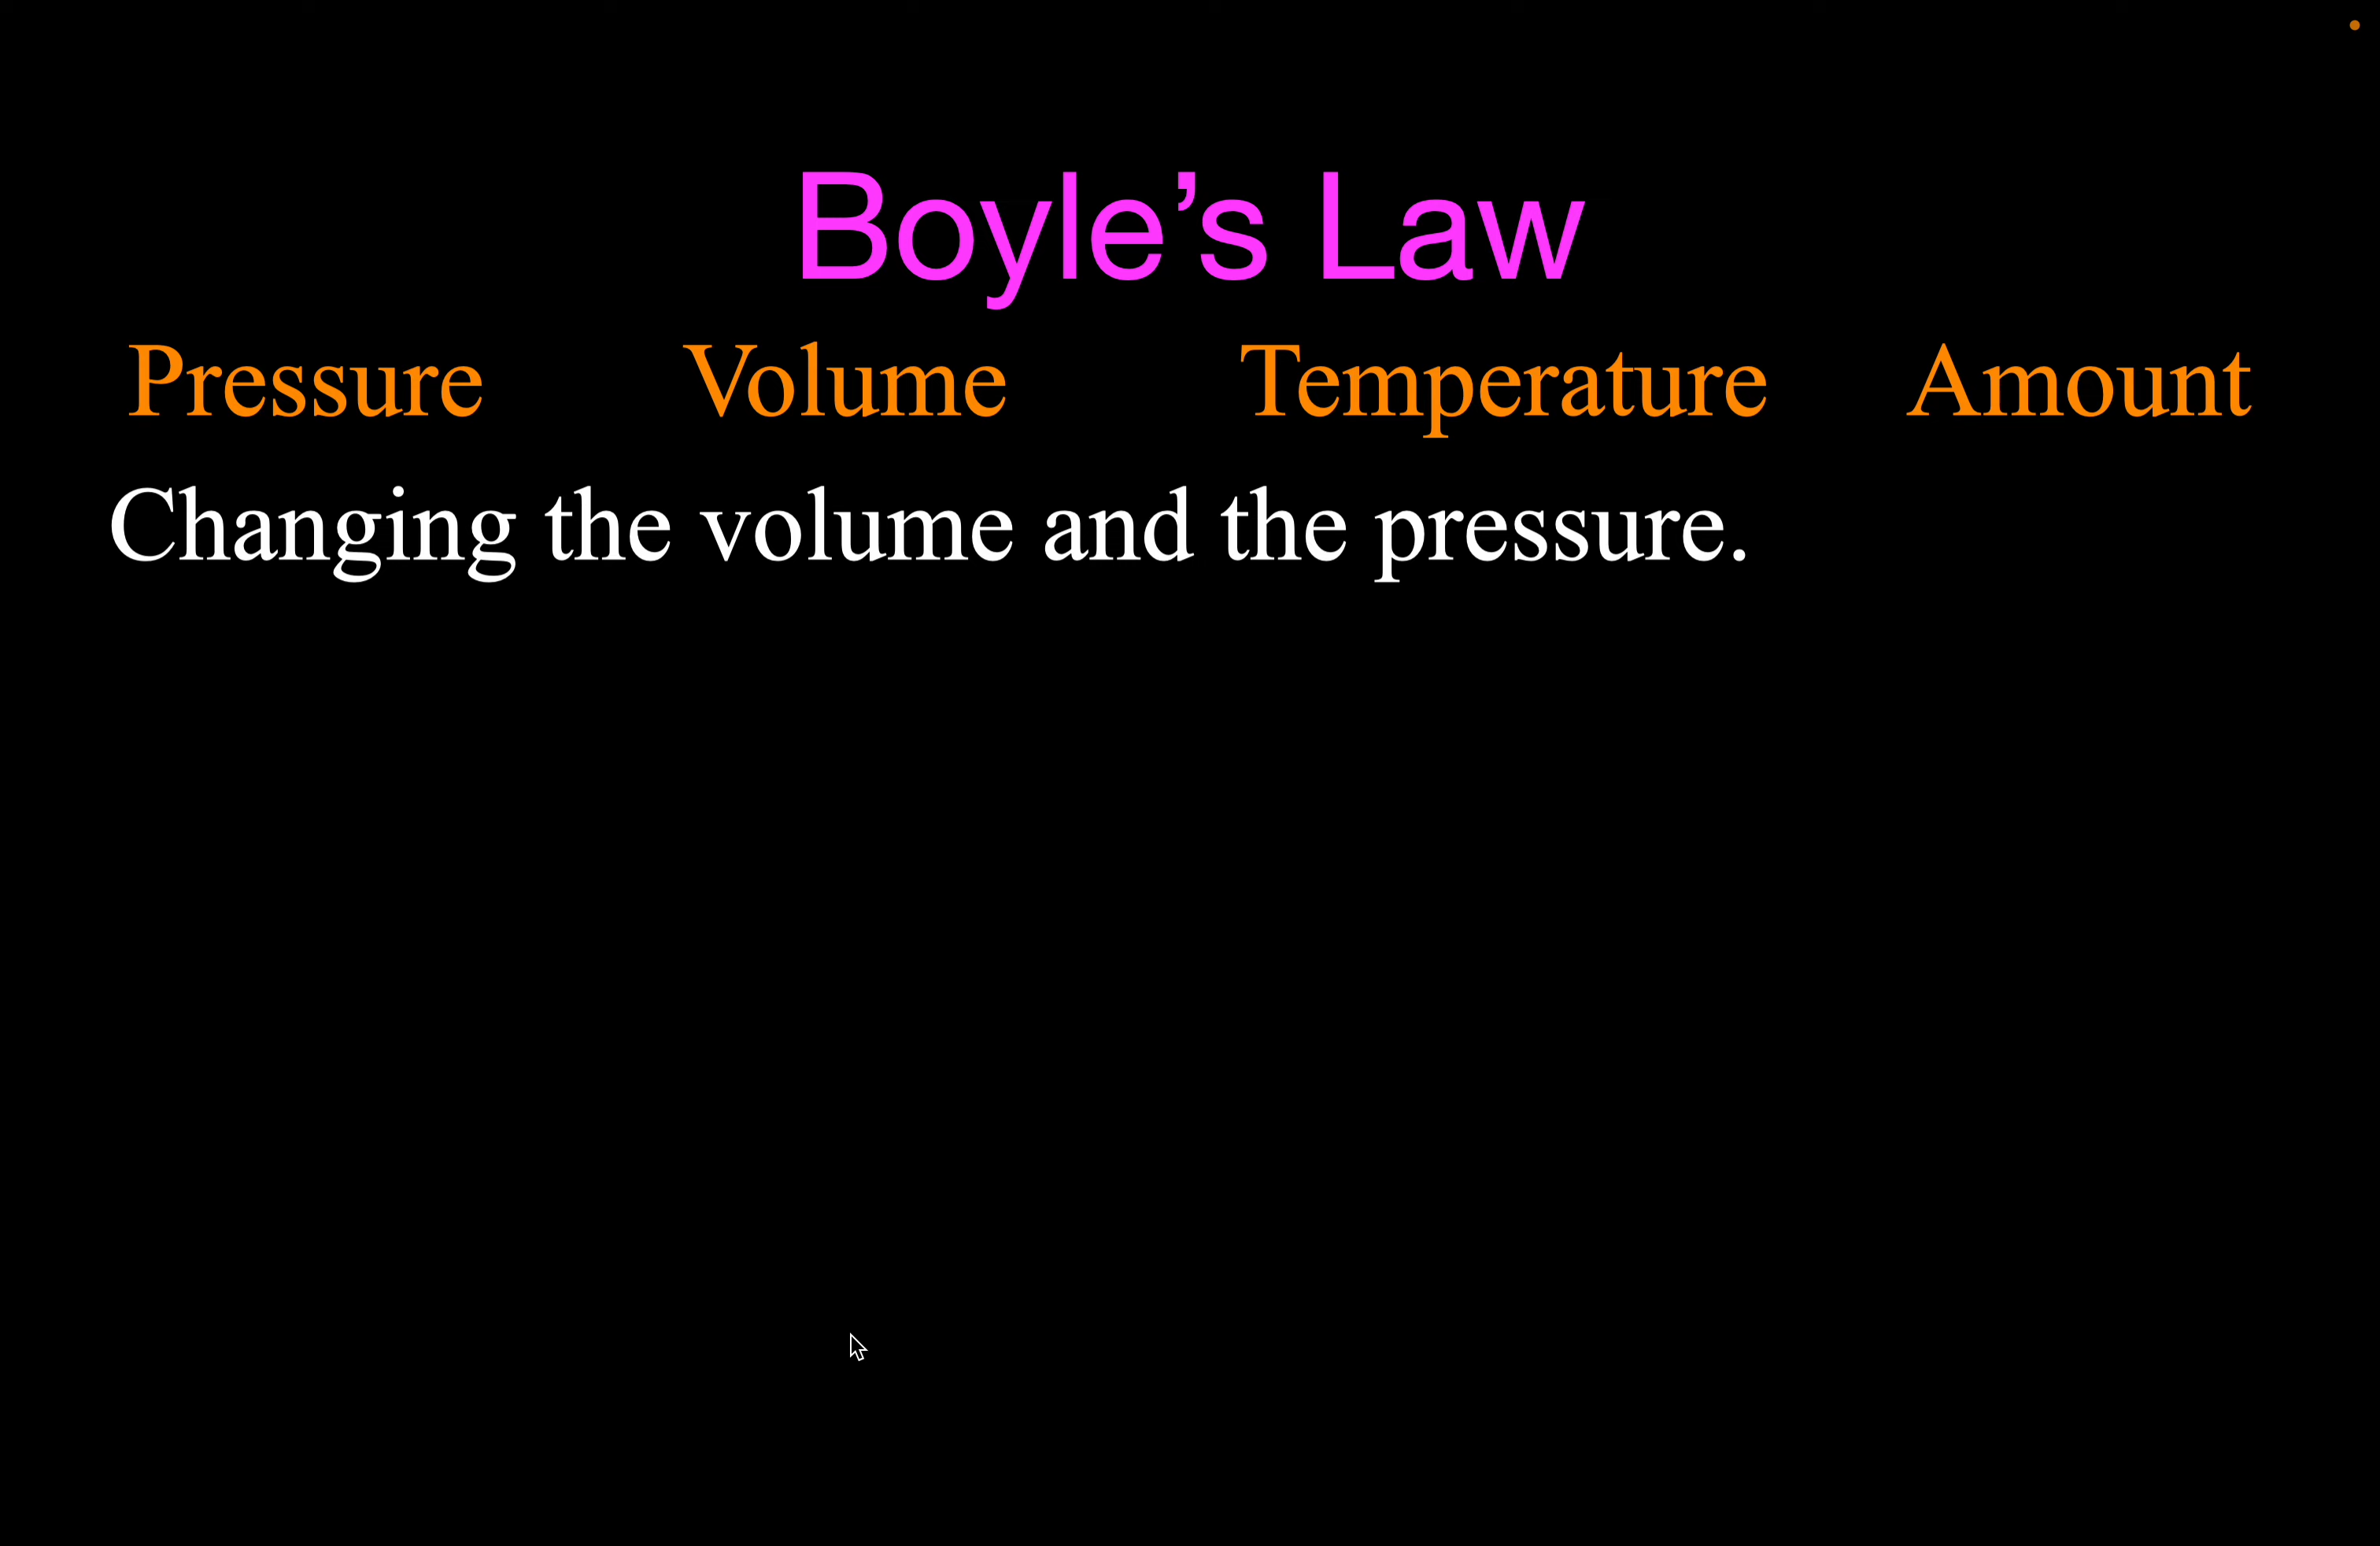 Boyle’s Law
Pressure Volume Temperature Amount
Changing the volume and the pressure.